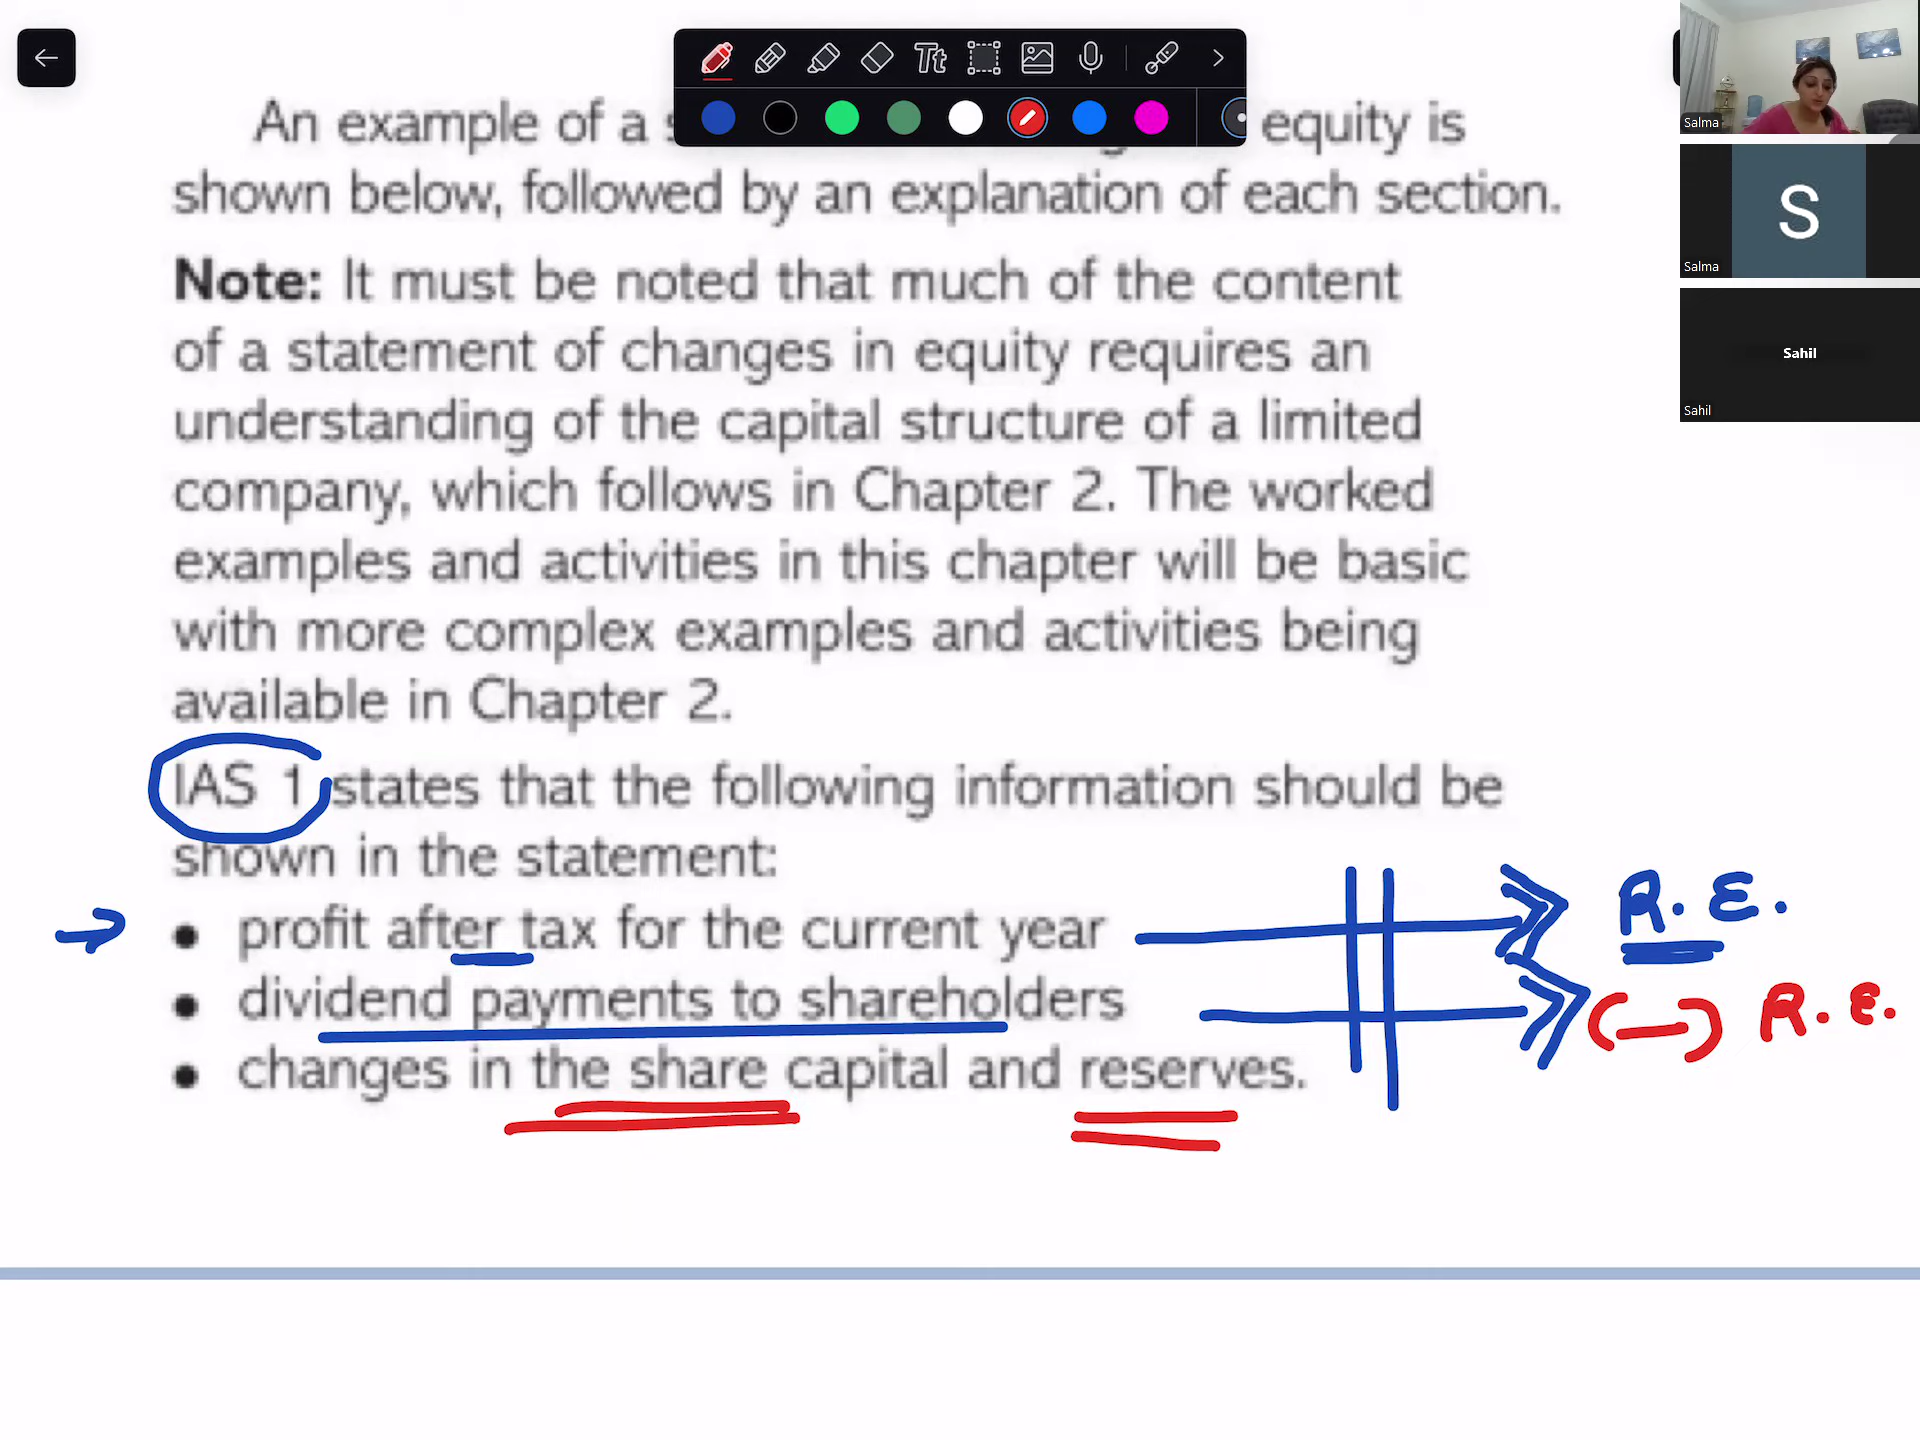 Tt
An example of a s equity is
shown below, followed by an explanation of each section.
Note: It must be noted that much of the content
of a statement of changes in equity requires an
understanding of the capital structure of a limited
company, which follows in Chapter 2. The worked
examples and activities in this chapter will be basic
with more complex examples and activities being
available in Chapter 2.
IAS 1 states that the following information should be
shown in the statement:
• profit after tax for the current year R.E.
• dividend payments to shareholders (-) R.E.
• changes in the share capital and reserves.
Salma
S
Salma
Sahil
Sahil